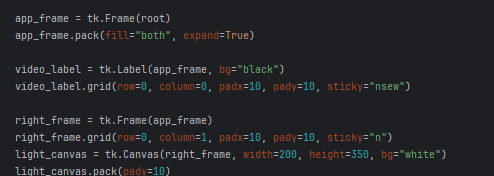 app_frame = tk.Frame(root)
app_frame.pack(fill="both", expand=True)
video_label = tk.Label(app_frame, bg="black")
video_label.grid(row=0, column=0, padx=10, pady=10, sticky="nsew")
right_frame = tk.Frame(app_frame)
right_frame.grid(row=0, column=1, padx=10, pady=10, sticky="n")
light_canvas = tk.Canvas(right_frame, width=200, height=350, bg="white")
light_canvas.pack(pady=10)